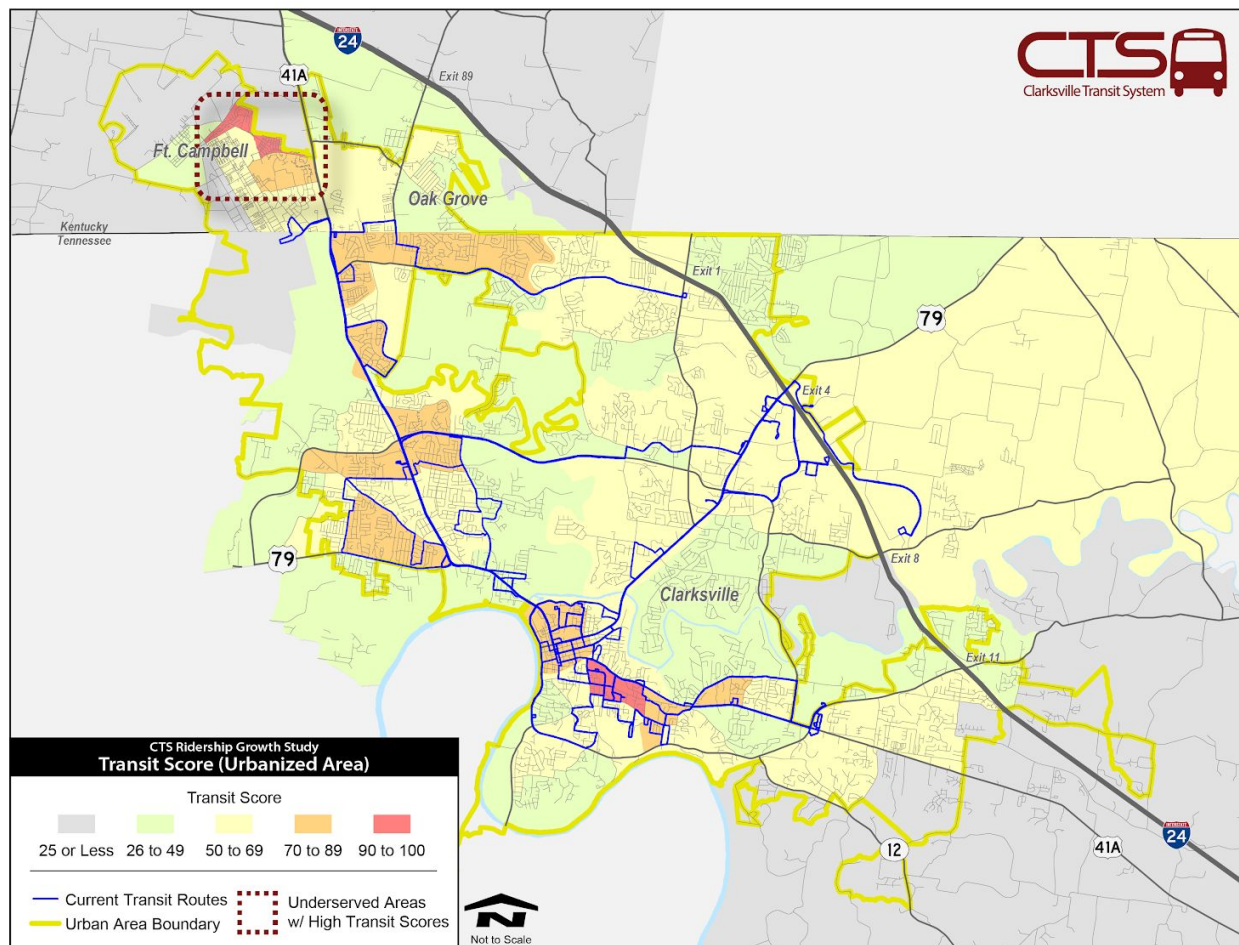 INTERSTATE
24
41A
Exit 89
CTS
Clarksville Transit System
Ft. Campbell
Oak Grove
Kentucky
Tennessee
Exit 1
79
Exit 4
79
Exit 8
Clarksville
Exit 11
INTERSTATE
24
12
41A
CTS Ridership Growth Study
Transit Score (Urbanized Area)
Transit Score
25 or Less 26 to 49 50 to 69 70 to 89 90 to 100
Current Transit Routes
Urban Area Boundary
Underserved Areas
w/ High Transit Scores
N
Not to Scale